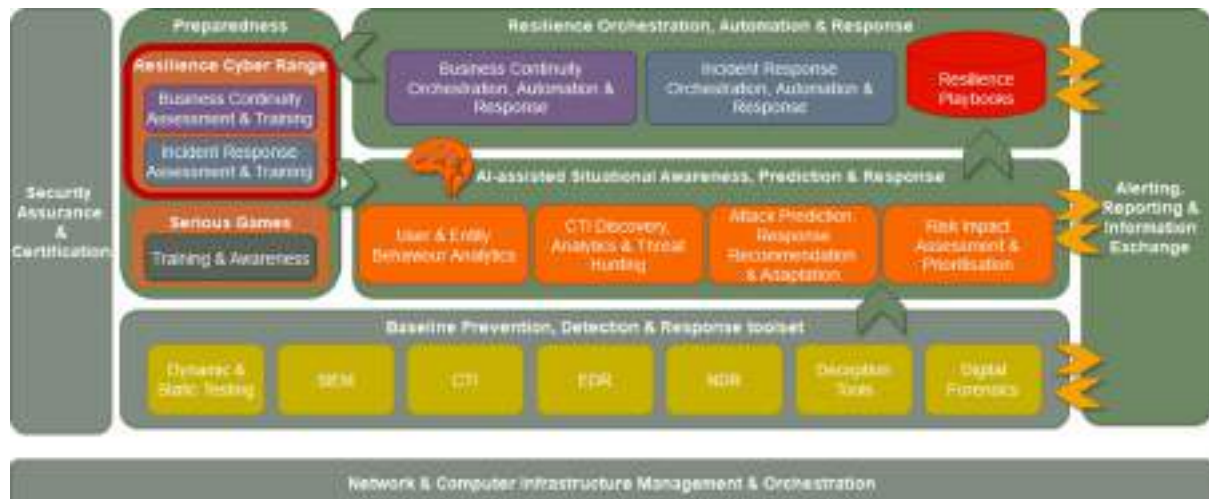 Preparedness
Resilience Orchestration, Automation & Response
Resilience Cyber Range
Business Continuity
Assessment & Training
Incident Response
Assessment & Training
Business Continuity
Orchestration, Automation &
Response
Incident Response
Orchestration, Automation &
Response
Resilience
Playbooks
Security
Assurance
&
Certification
Serious Games
Training & Awareness
AI-assisted Situational Awareness, Prediction & Response
User & Entity
Behaviour Analytics
CTI Discovery,
Analytics & Threat
Hunting
Attack Prediction
Response
Recommendation
& Adaptation
Risk Impact
Assessment &
Prioritisation
Alerting,
Reporting &
Information
Exchange
Baseline Prevention, Detection & Response toolset
Dynamic &
Static Testing
SIEM
CTI
EDR
NDR
Deception
Tools
Digital
Forensics
Network & Computer Infrastructure Management & Orchestration